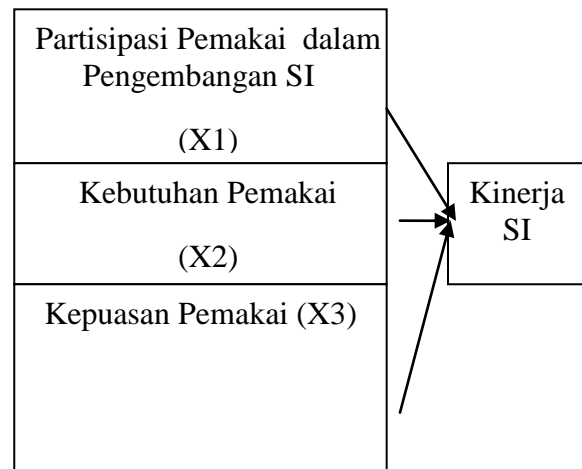 Partisipasi Pemakai dalam
Pengembangan SI
(X1)
Kebutuhan Pemakai
(X2)
Kepuasan Pemakai (X3)
Kinerja
SI